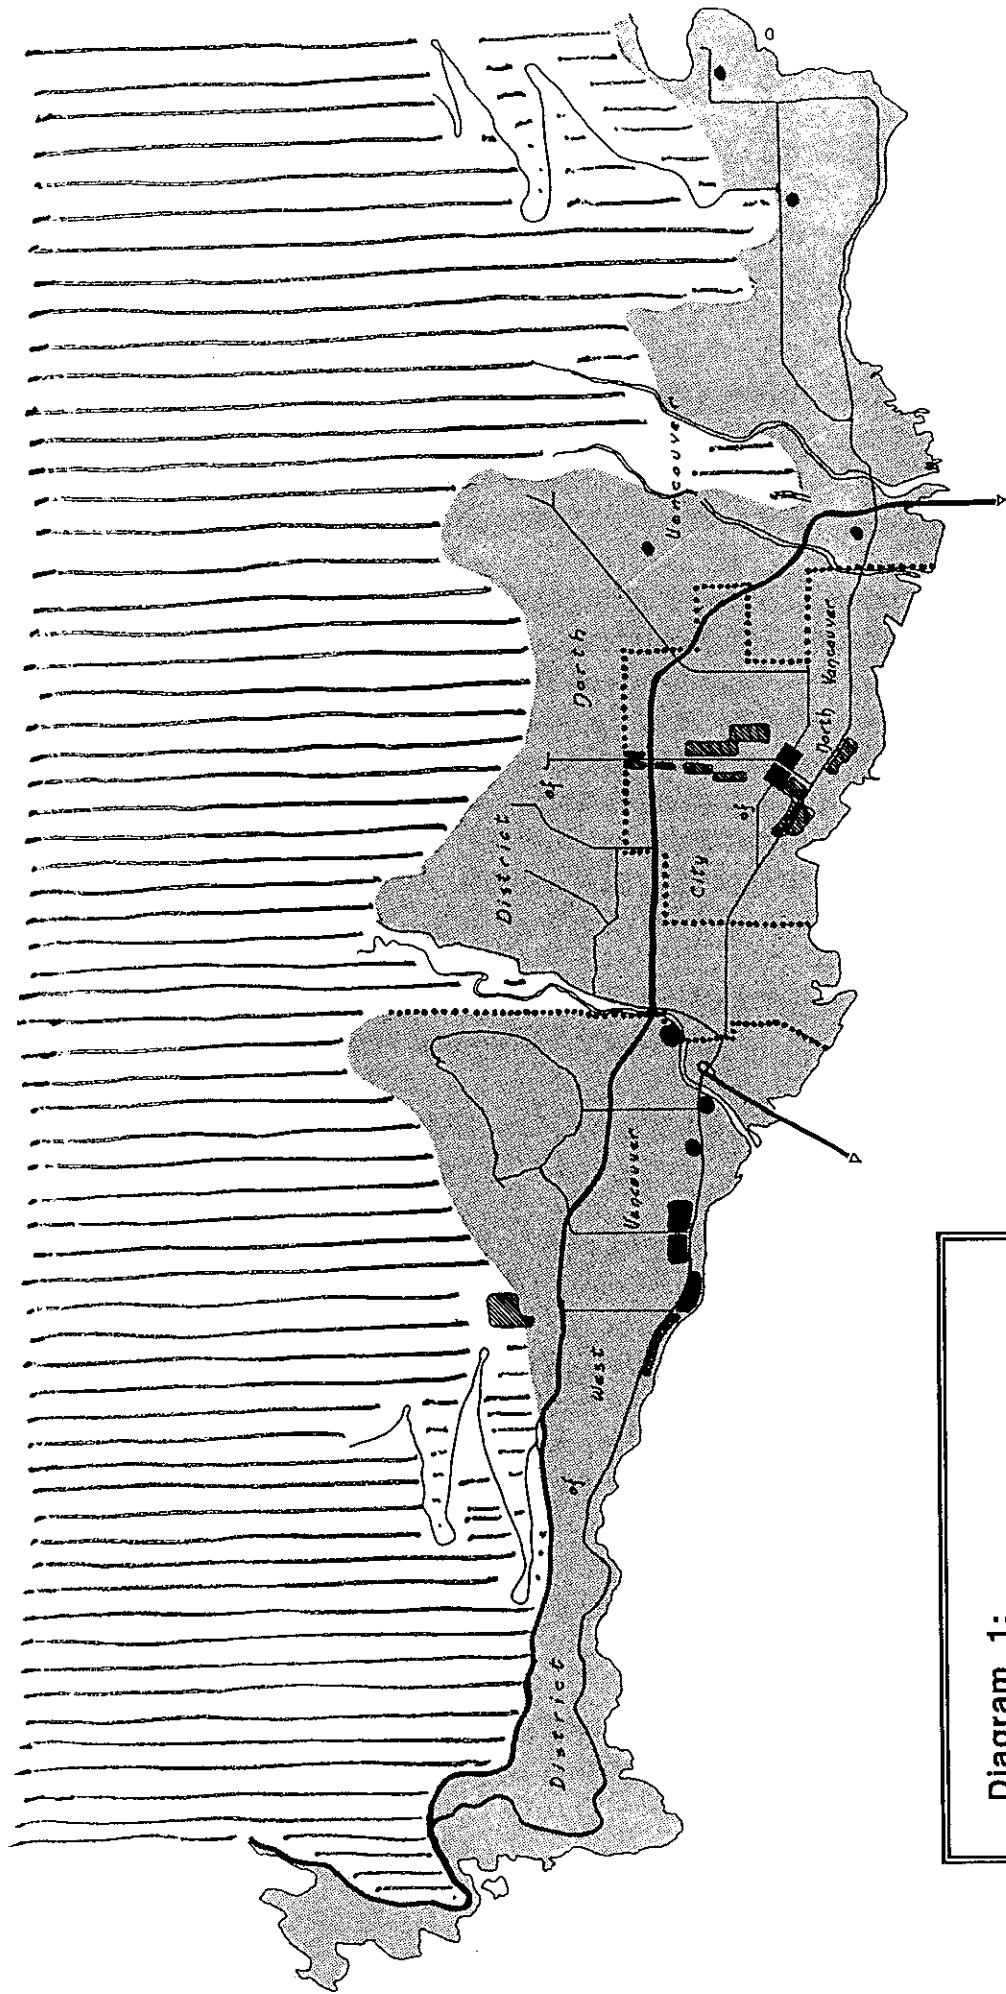 District of West Vancouver
District of North Vancouver
City of North Vancouver
Diagram 1: